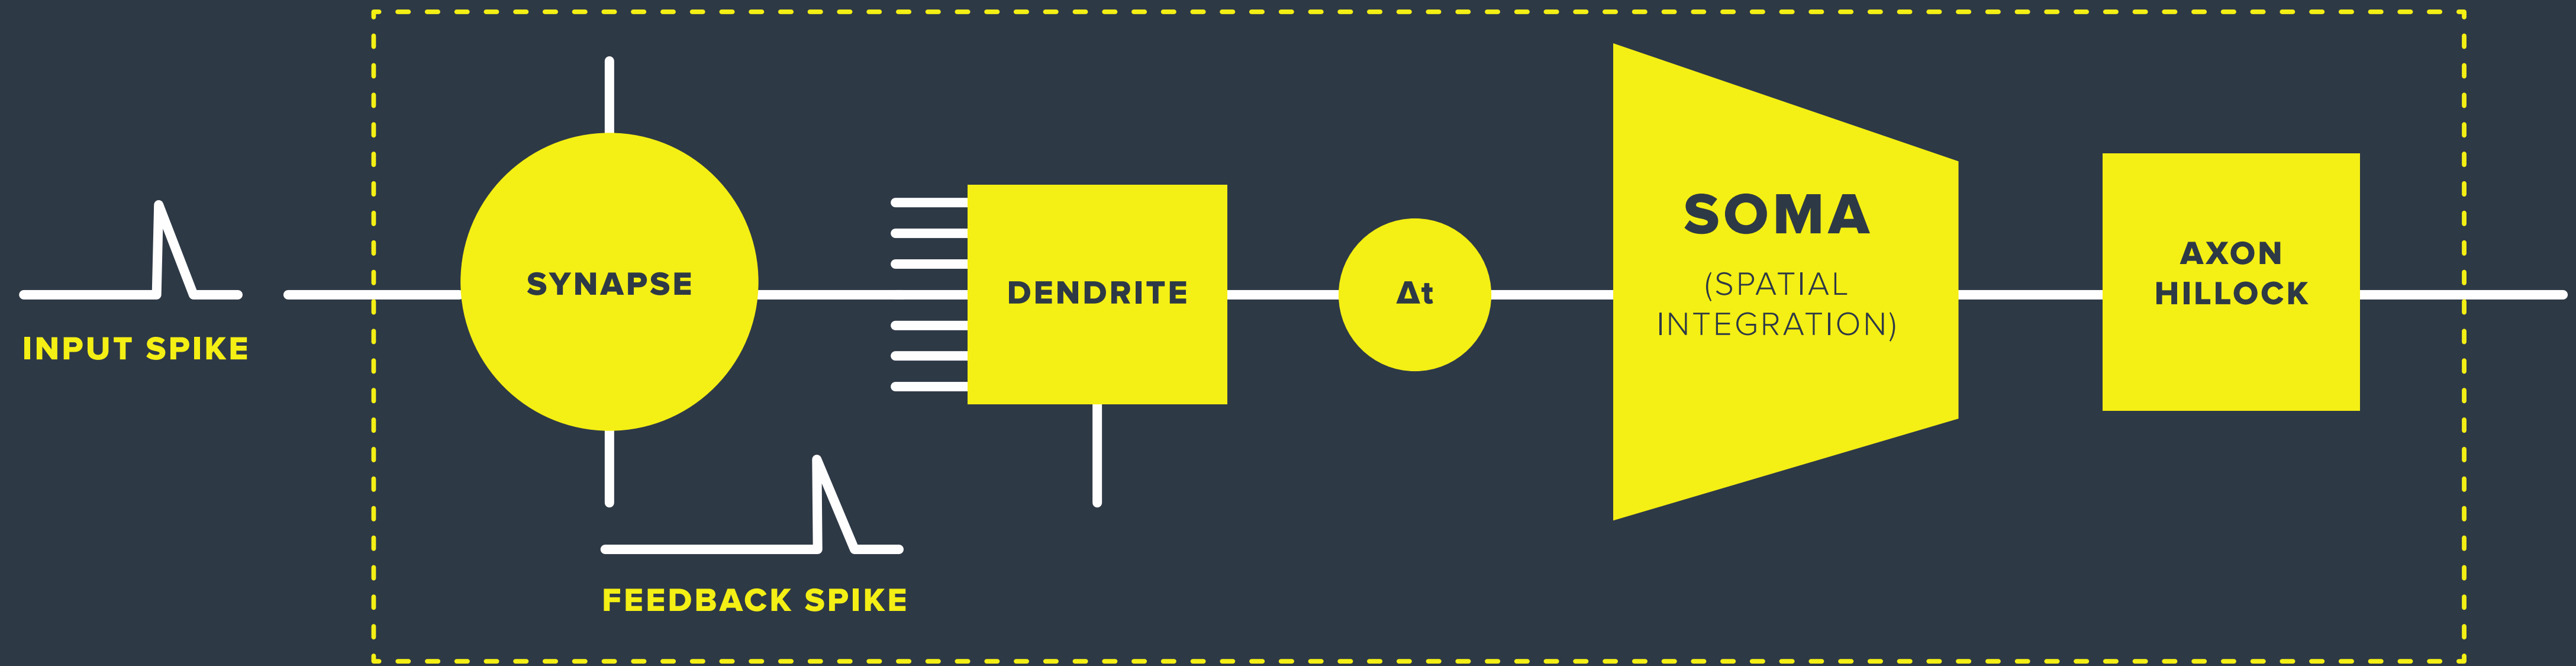 INPUT SPIKE
SYNAPSE
FEEDBACK SPIKE
DENDRITE
Δt
SOMA
(SPATIAL
INTEGRATION)
AXON
HILLOCK